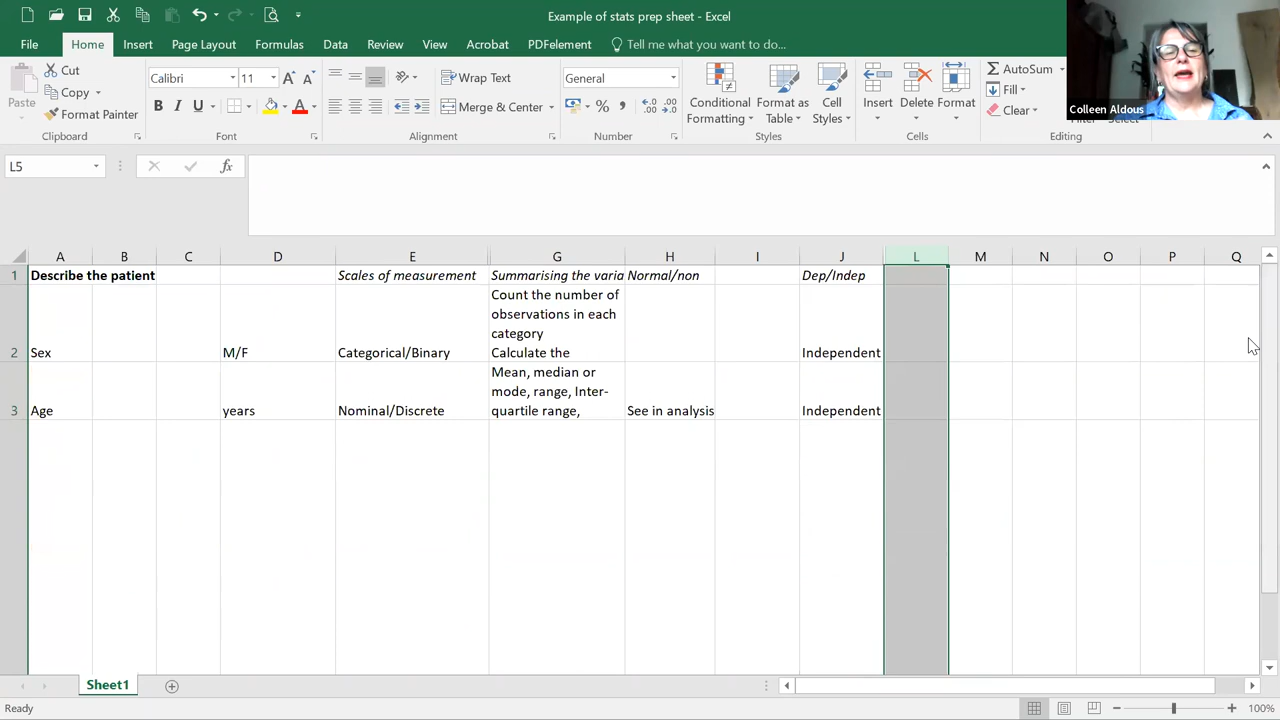 Example of stats prep sheet - Excel
File Home Insert Page Layout Formulas Data Review View Acrobat PDFelement Tell me what you want to do...
Paste
Cut
Copy
Format Painter
Clipboard
Calibri 11
B I U
Font
Wrap Text
Merge & Center
Alignment
General
Number
Conditional Formatting
Format as Table
Cell Styles
Styles
Insert
Delete
Format
Cells
AutoSum
Fill
Clear
Editing
Colleen Aldous
L5
fx
A B C D E G H I J L M N O P Q
1 Describe the patient Scales of measurement Summarising the varia Normal/non Dep/Indep
Count the number of
observations in each
category
2 Sex M/F Categorical/Binary Calculate the Independent
Mean, median or
mode, range, Inter-
3 Age years Nominal/Discrete quartile range, See in analysis Independent
Sheet1
Ready
100%